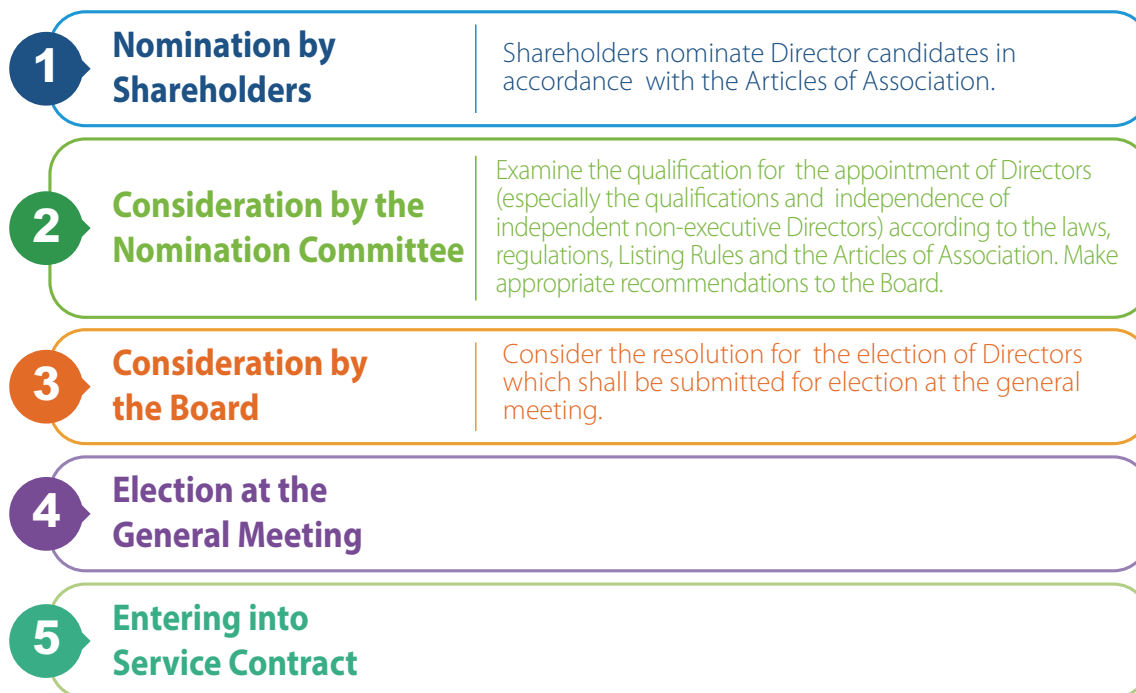 1
Nomination by
Shareholders
Shareholders nominate Director candidates in
accordance with the Articles of Association.
2
Consideration by the
Nomination Committee
Examine the qualification for the appointment of Directors
(especially the qualifications and independence of
independent non-executive Directors) according to the laws,
regulations, Listing Rules and the Articles of Association. Make
appropriate recommendations to the Board.
3
Consideration by
the Board
Consider the resolution for the election of Directors
which shall be submitted for election at the general
meeting.
4
Election at the
General Meeting
5
Entering into
Service Contract